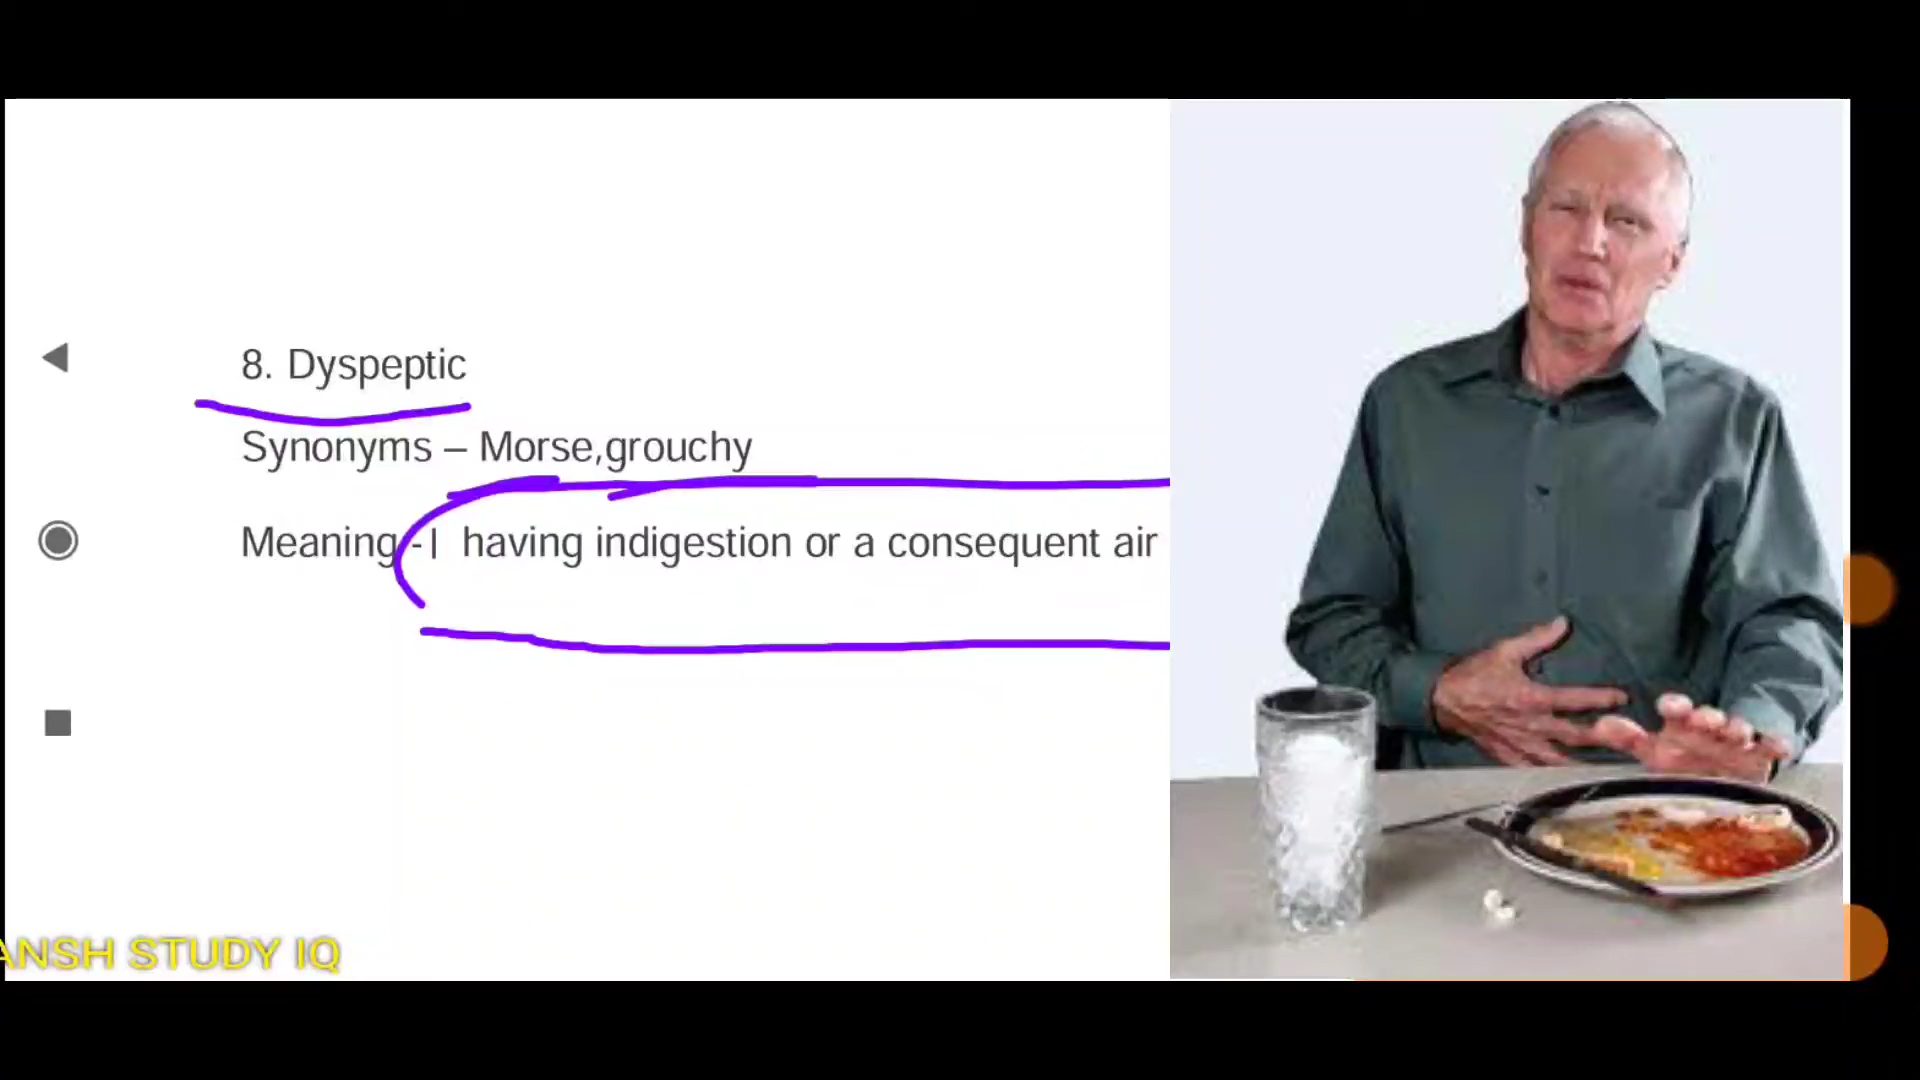 8. Dyspeptic
Synonyms – Morse,grouchy
Meaning -I having indigestion or a consequent air
ANSH STUDY IQ